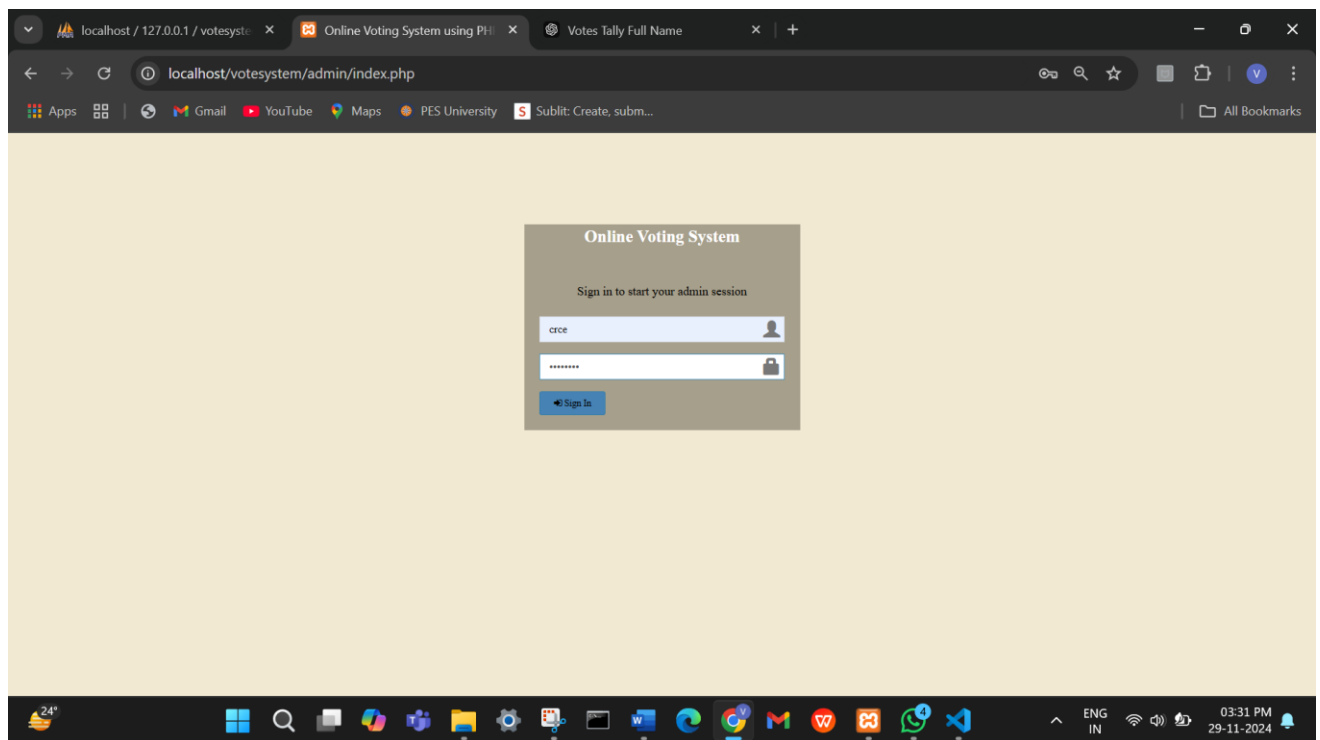 localhost / 127.0.0.1 / votesyste
Online Voting System using PH
Votes Tally Full Name
localhost/votesystem/admin/index.php
V
Apps
Gmail
YouTube
Maps
PES University
S
Sublit: Create, subm...
All Bookmarks
Online Voting System
Sign in to start your admin session
crce
••••••••
Sign In
24°
4
V
ENG
IN
03:31 PM
29-11-2024